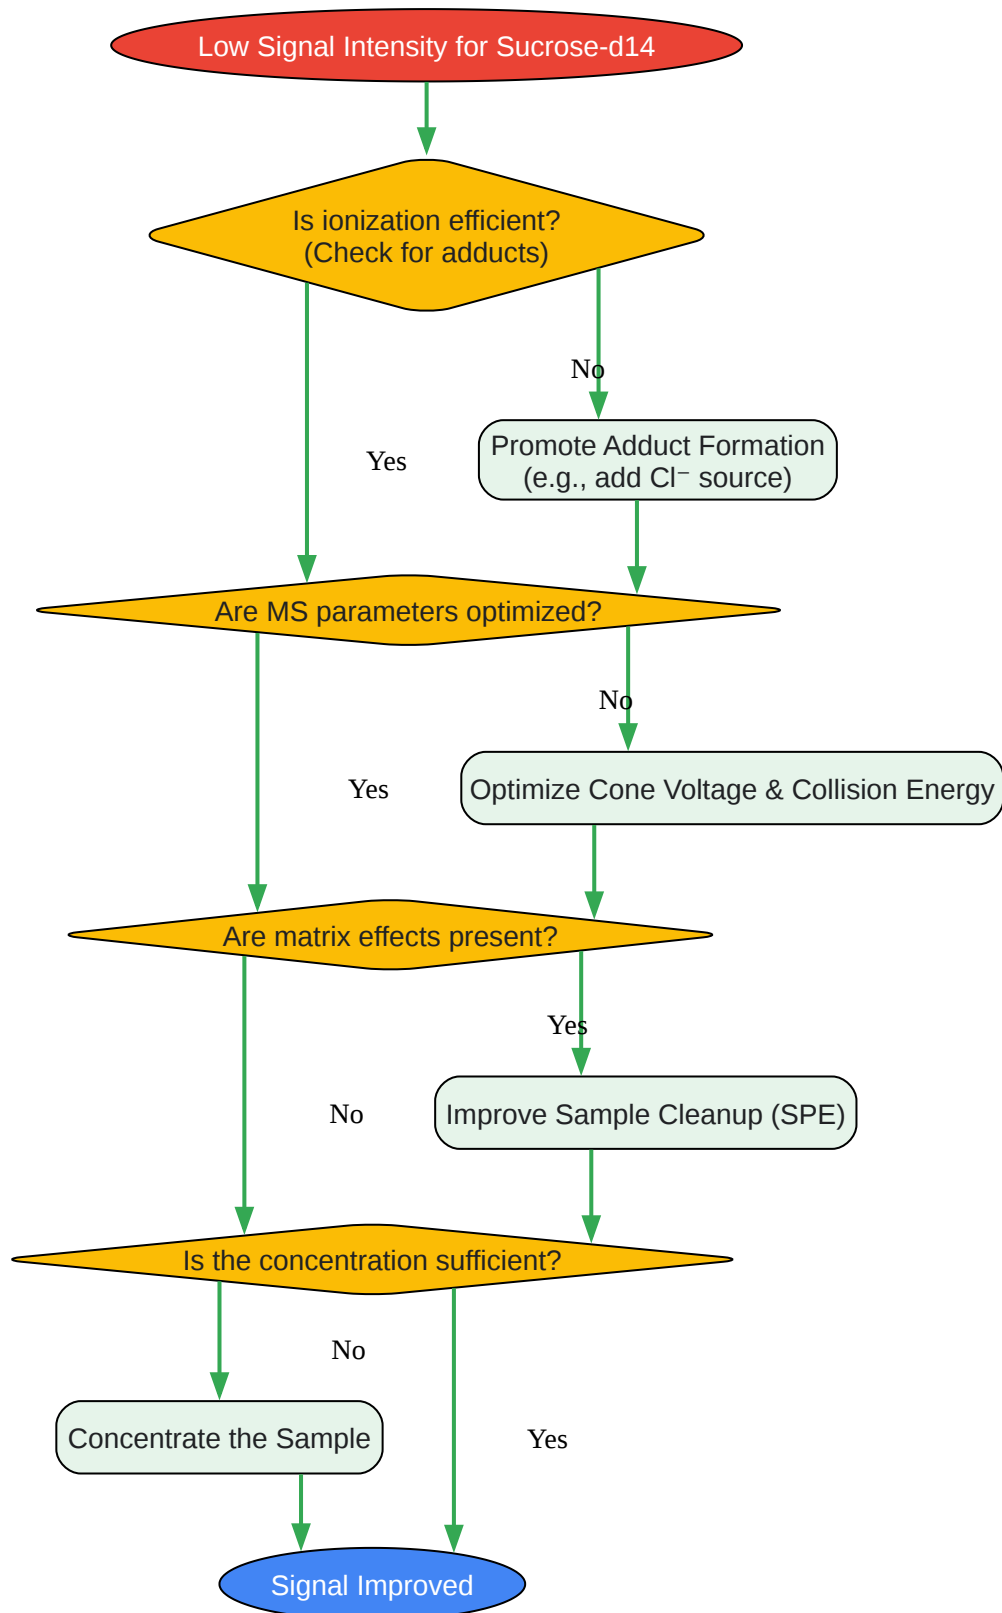 Low Signal Intensity for Sucrose-d14
Is ionization efficient?
(Check for adducts)
No
Promote Adduct Formation
(e.g., add Cl⁻ source)
Yes
Are MS parameters optimized?
No
Optimize Cone Voltage & Collision Energy
Yes
Are matrix effects present?
Yes
Improve Sample Cleanup (SPE)
No
Is the concentration sufficient?
No
Concentrate the Sample
Yes
Signal Improved